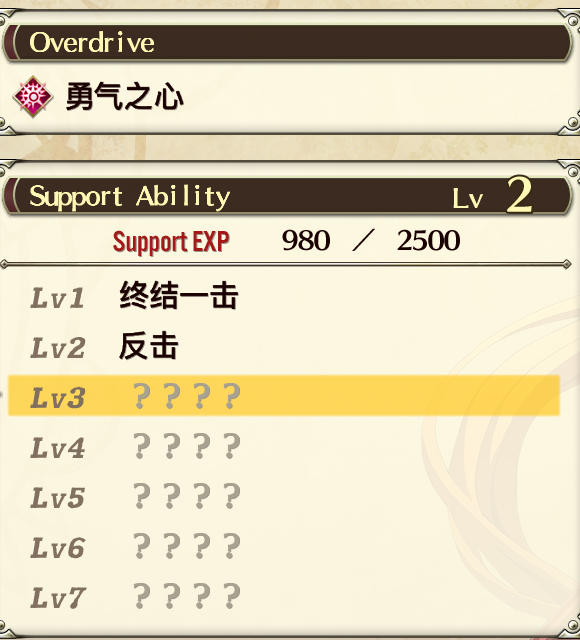 Overdrive
勇气之心
Support Ability Lv 2
Support EXP 980 / 2500
Lv1 终结一击
Lv2 反击
Lv3 ????
Lv4 ????
Lv5 ????
Lv6 ????
Lv7 ????